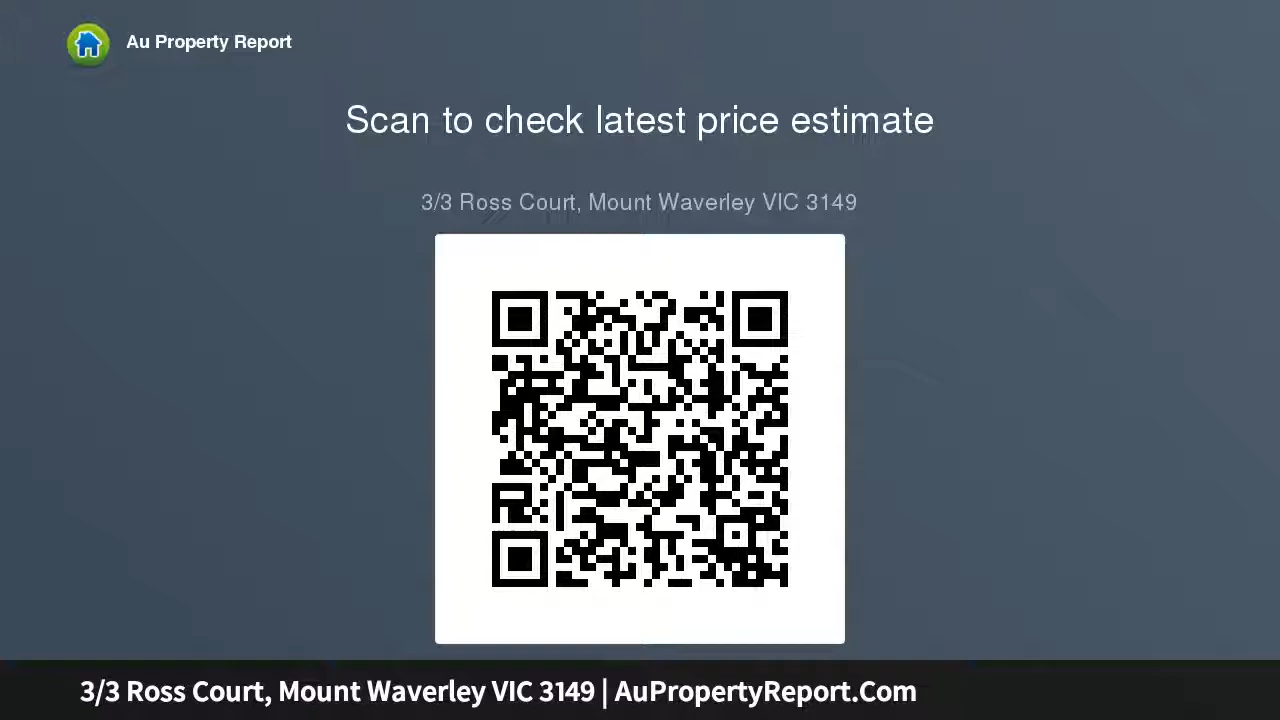 Au Property Report
Scan to check latest price estimate
3/3 Ross Court, Mount Waverley VIC 3149
3/3 Ross Court, Mount Waverley VIC 3149 | AuPropertyReport.Com